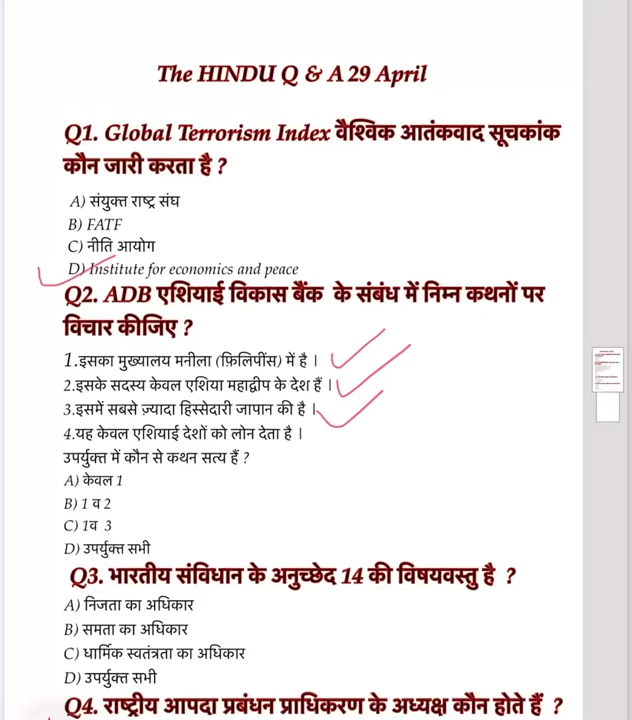 The HINDU Q & A 29 April
Q1. Global Terrorism Index वैश्विक आतंकवाद सूचकांक
कौन जारी करता है ?
A) संयुक्त राष्ट्र संघ
B) FATF
C) नीति आयोग
D) Institute for economics and peace
Q2. ADB एशियाई विकास बैंक के संबंध में निम्न कथनों पर
विचार कीजिए ?
1.इसका मुख्यालय मनीला (फ़िलिपींस) में है ।
2.इसके सदस्य केवल एशिया महाद्वीप के देश हैं ।
3.इसमें सबसे ज़्यादा हिस्सेदारी जापान की है ।
4.यह केवल एशियाई देशों को लोन देता है ।
उपर्युक्त में कौन से कथन सत्य हैं ?
A) केवल 1
B) 1 व 2
C) 1व 3
D) उपर्युक्त सभी
Q3. भारतीय संविधान के अनुच्छेद 14 की विषयवस्तु है ?
A) निजता का अधिकार
B) समता का अधिकार
C) धार्मिक स्वतंत्रता का अधिकार
D) उपर्युक्त सभी
Q4. राष्ट्रीय आपदा प्रबंधन प्राधिकरण के अध्यक्ष कौन होते हैं ?